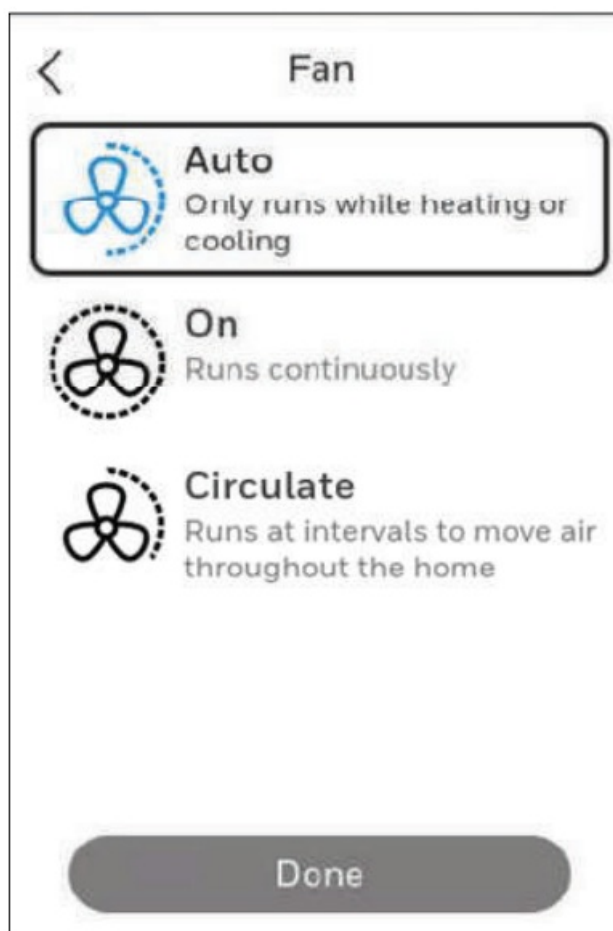 Fan
Auto
Only runs while heating or
cooling
On
Runs continuously
Circulate
Runs at intervals to move air
throughout the home
Done